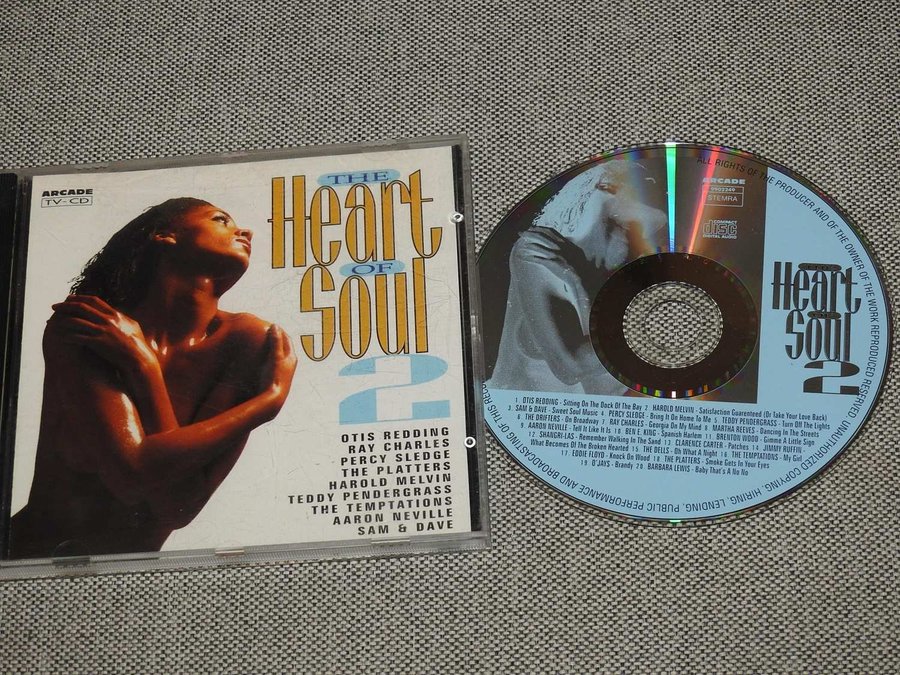 ARCADE
TV-CD
THE
Heart
OF
Soul
2
OTIS REDDING
RAY CHARLES
PERCY SLEDGE
THE PLATTERS
HAROLD MELVIN
TEDDY PENDERGRASS
THE TEMPTATIONS
AARON NEVILLE
SAM & DAVE
ALL RIGHTS OF THE PRODUCER AND OF THE OWNER OF THE WORK REPRODUCED RESERVED
UNAUTHORIZED COPYING, HIRING, LENDING, PUBLIC PERFORMANCE AND BROADCASTING OF THIS
ARCADE
9902349
STEMRA
COMPACT
disc
DIGITAL AUDIO
Heart
Soul
2
1. OTIS REDDING - Sitting On The Dock Of The Bay 2. HAROLD MELVIN - Satisfaction Guarenteed (Or Take Your Love Back)
3. SAM & DAVE - Sweet Soul Music 4. PERCY SLEDGE - Bring It On Home To Me 5. TEDDY PENDERGRASS - Turn Off The Lights
6. THE DRIFTERS - On Broadway 7. RAY CHARLES - Georgia On My Mind 8. MARTHA REEVES - Dancing In The Streets
9. AARON NEVILLE - Tell It Like It Is 10. BEN E. KING - Spanish Harlem 11. BRENTON WOOD - Gimme A Little Sign
12. SHANGRI-LAS - Remember Walking In The Sand 13. CLARENCE CARTER - Patches 14. JIMMY RUFFIN -
What Becomes Of The Broken Hearted 15. THE DELLS - Oh What A Night 16. THE TEMPTATIONS - My Girl
17. EDDIE FLOYD - Knock On Wood 18. THE PLATTERS - Smoke Gets In Your Eyes
19. O'JAYS - Brandy 20. BARBARA LEWIS - Baby That's A No No